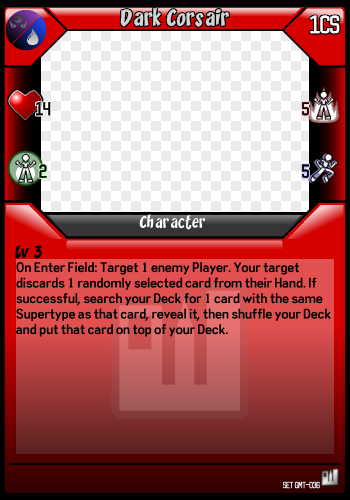 Dark Corsair
1CS
14
5
2
5
Character
Lv 3
On Enter Field: Target 1 enemy Player. Your target
discards 1 randomly selected card from their Hand. If
successful, search your Deck for 1 card with the same
Supertype as that card, reveal it, then shuffle your Deck
and put that card on top of your Deck.
SET GMT-036